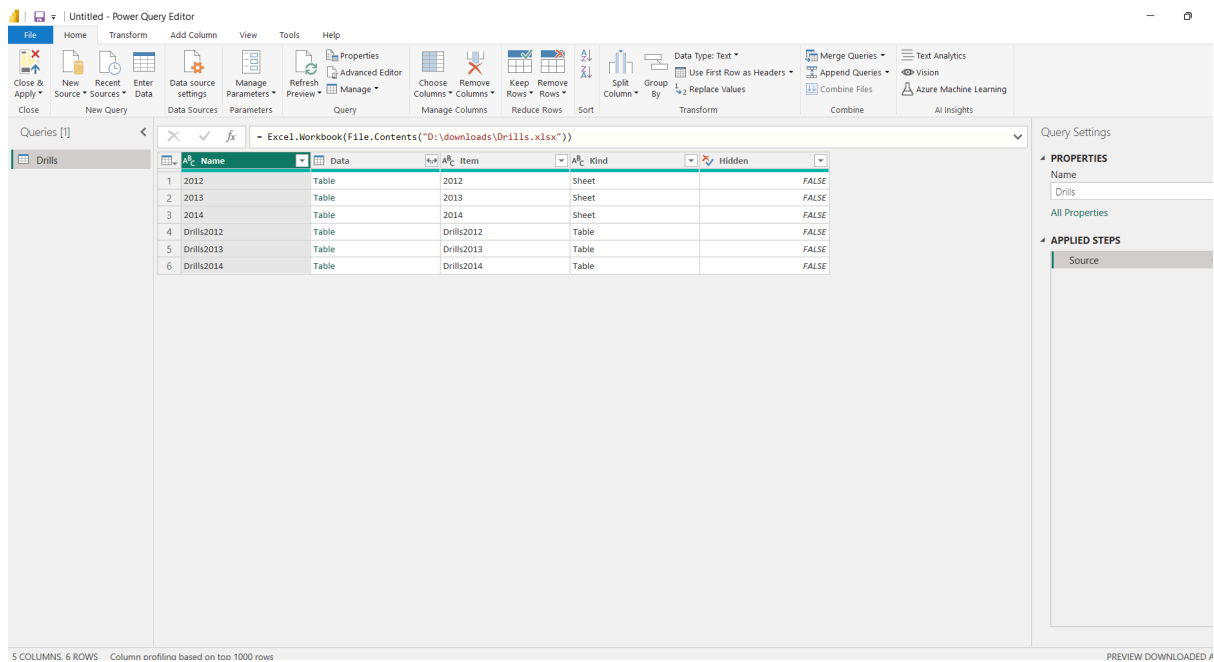 Untitled - Power Query Editor
File Home Transform Add Column View Tools Help
Close & Apply
New Source
Recent Sources
Enter Data
Data source settings
Manage Parameters
Refresh Preview
Properties
Advanced Editor
Manage
Choose Columns
Remove Columns
Keep Rows
Remove Rows
Split Column
Group By
Data Type: Text
Use First Row as Headers
Replace Values
Merge Queries
Append Queries
Combine Files
Text Analytics
Vision
Azure Machine Learning
Close New Query Data Sources Parameters Query Manage Columns Reduce Rows Sort Transform Combine AI Insights
Queries [1]
Drills
fx = Excel.Workbook(File.Contents("D:\downloads\Drills.xlsx"))
Name Data Item Kind Hidden
1 2012 Table 2012 Sheet FALSE
2 2013 Table 2013 Sheet FALSE
3 2014 Table 2014 Sheet FALSE
4 Drills2012 Table Drills2012 Table FALSE
5 Drills2013 Table Drills2013 Table FALSE
6 Drills2014 Table Drills2014 Table FALSE
Query Settings
PROPERTIES
Name
Drills
All Properties
APPLIED STEPS
Source
5 COLUMNS, 6 ROWS Column profiling based on top 1000 rows
PREVIEW DOWNLOADED A